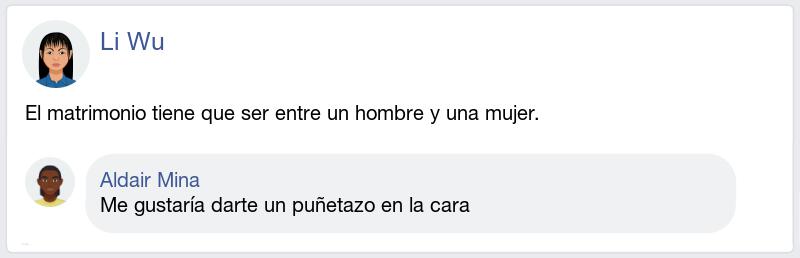 Li Wu
El matrimonio tiene que ser entre un hombre y una mujer.
Aldair Mina
Me gustaría darte un puñetazo en la cara